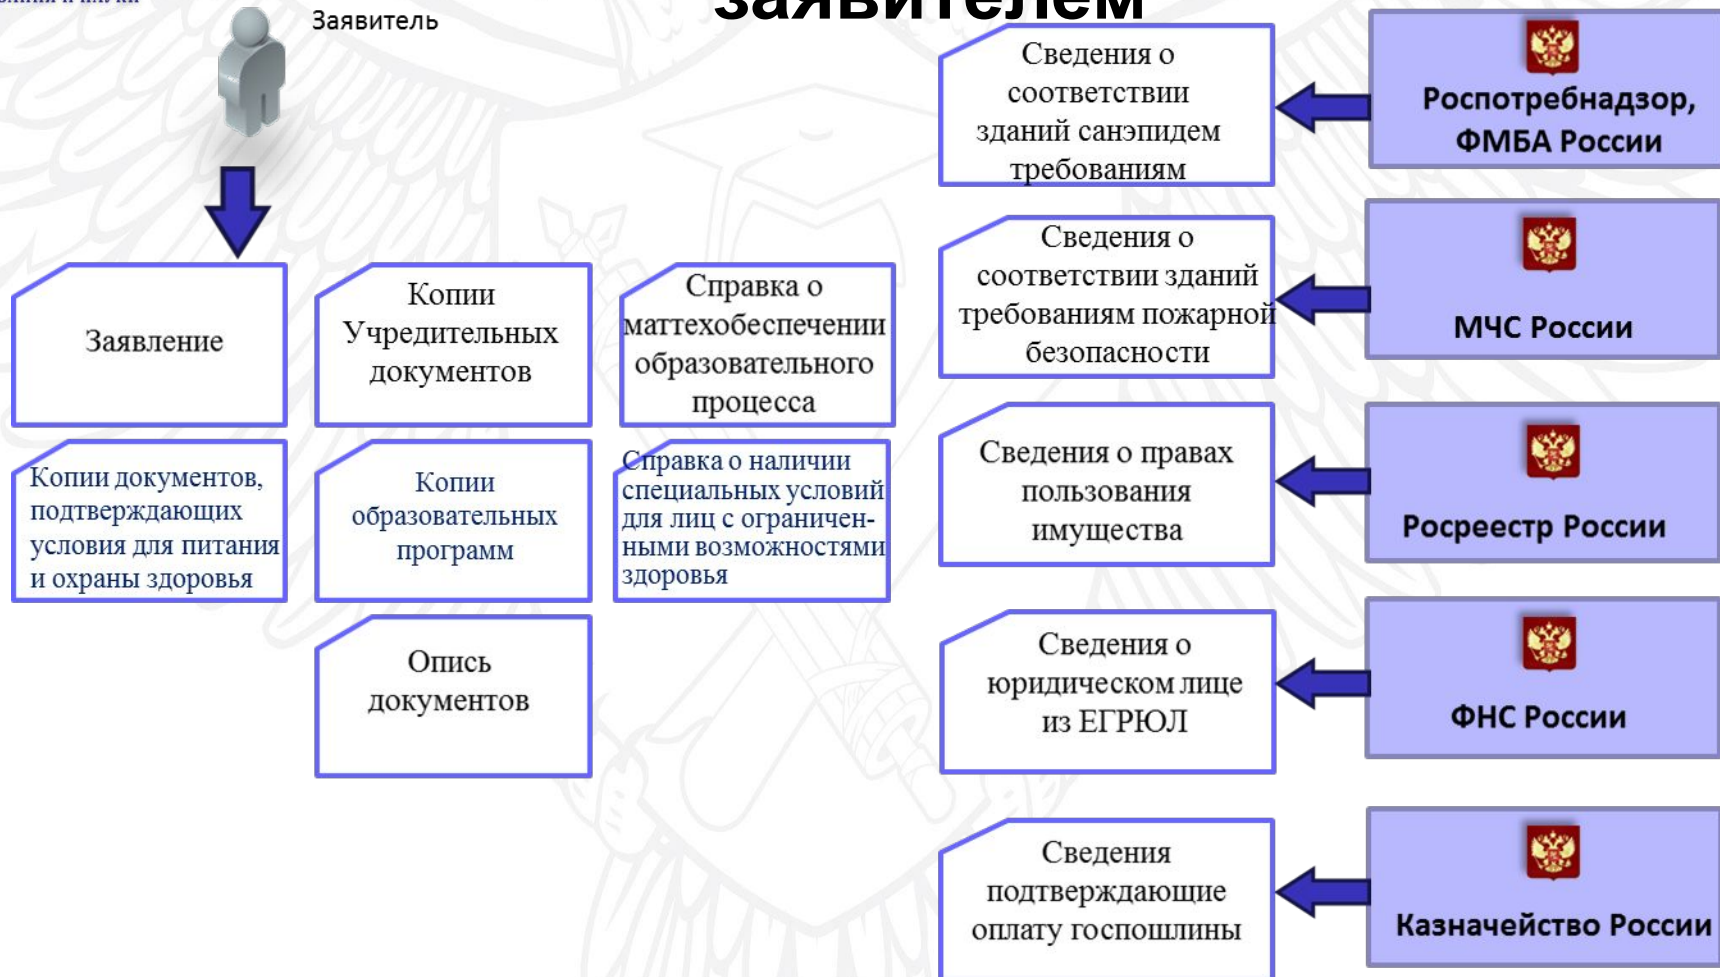 заявителем
Заявитель
Заявление
Копии
Учредительных
документов
Справка о
маттехобеспечении
образовательного
процесса
Копии документов,
подтверждающих
условия для питания
и охраны здоровья
Копии
образовательных
программ
Справка о наличии
специальных условий
для лиц с ограничен-
ными возможностями
здоровья
Опись
документов
Сведения о
соответствии
зданий санэпидем
требованиям
Роспотребнадзор,
ФМБА России
Сведения о
соответствии зданий
требованиям пожарной
безопасности
МЧС России
Сведения о правах
пользования
имущества
Росреестр России
Сведения о
юридическом лице
из ЕГРЮЛ
ФНС России
Сведения
подтверждающие
оплату госпошлины
Казначейство России